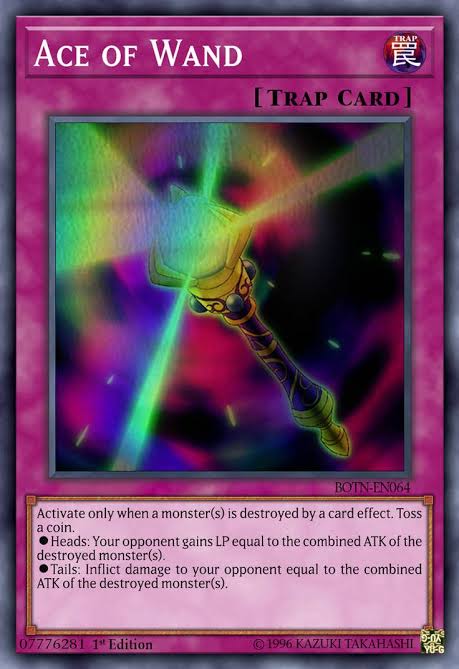 Ace of Wand
TRAP
罠
[Trap Card]
BOTN-EN064
Activate only when a monster(s) is destroyed by a card effect. Toss
a coin.
●Heads: Your opponent gains LP equal to the combined ATK of the
destroyed monster(s).
●Tails: Inflict damage to your opponent equal to the combined
ATK of the destroyed monster(s).
07776281 1st Edition ©1996 KAZUKI TAKAHASHI